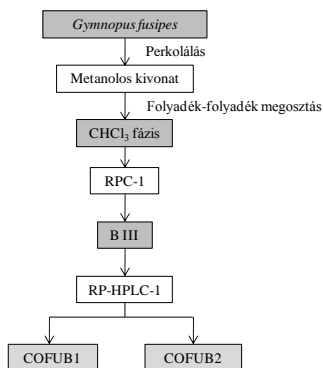 Gymnopus fusipes
Perkolálás
Metanolos kivonat
Folyadék-folyadék megosztás
CHCl₃ fázis
RPC-1
B III
RP-HPLC-1
COFUB1
COFUB2